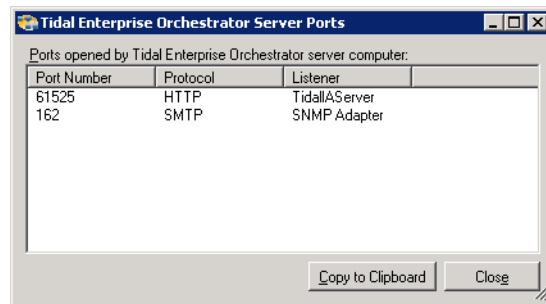 Tidal Enterprise Orchestrator Server Ports
Ports opened by Tidal Enterprise Orchestrator server computer:
Port Number Protocol Listener
61525 HTTP TidalIAServer
162 SMTP SNMP Adapter
Copy to Clipboard Close